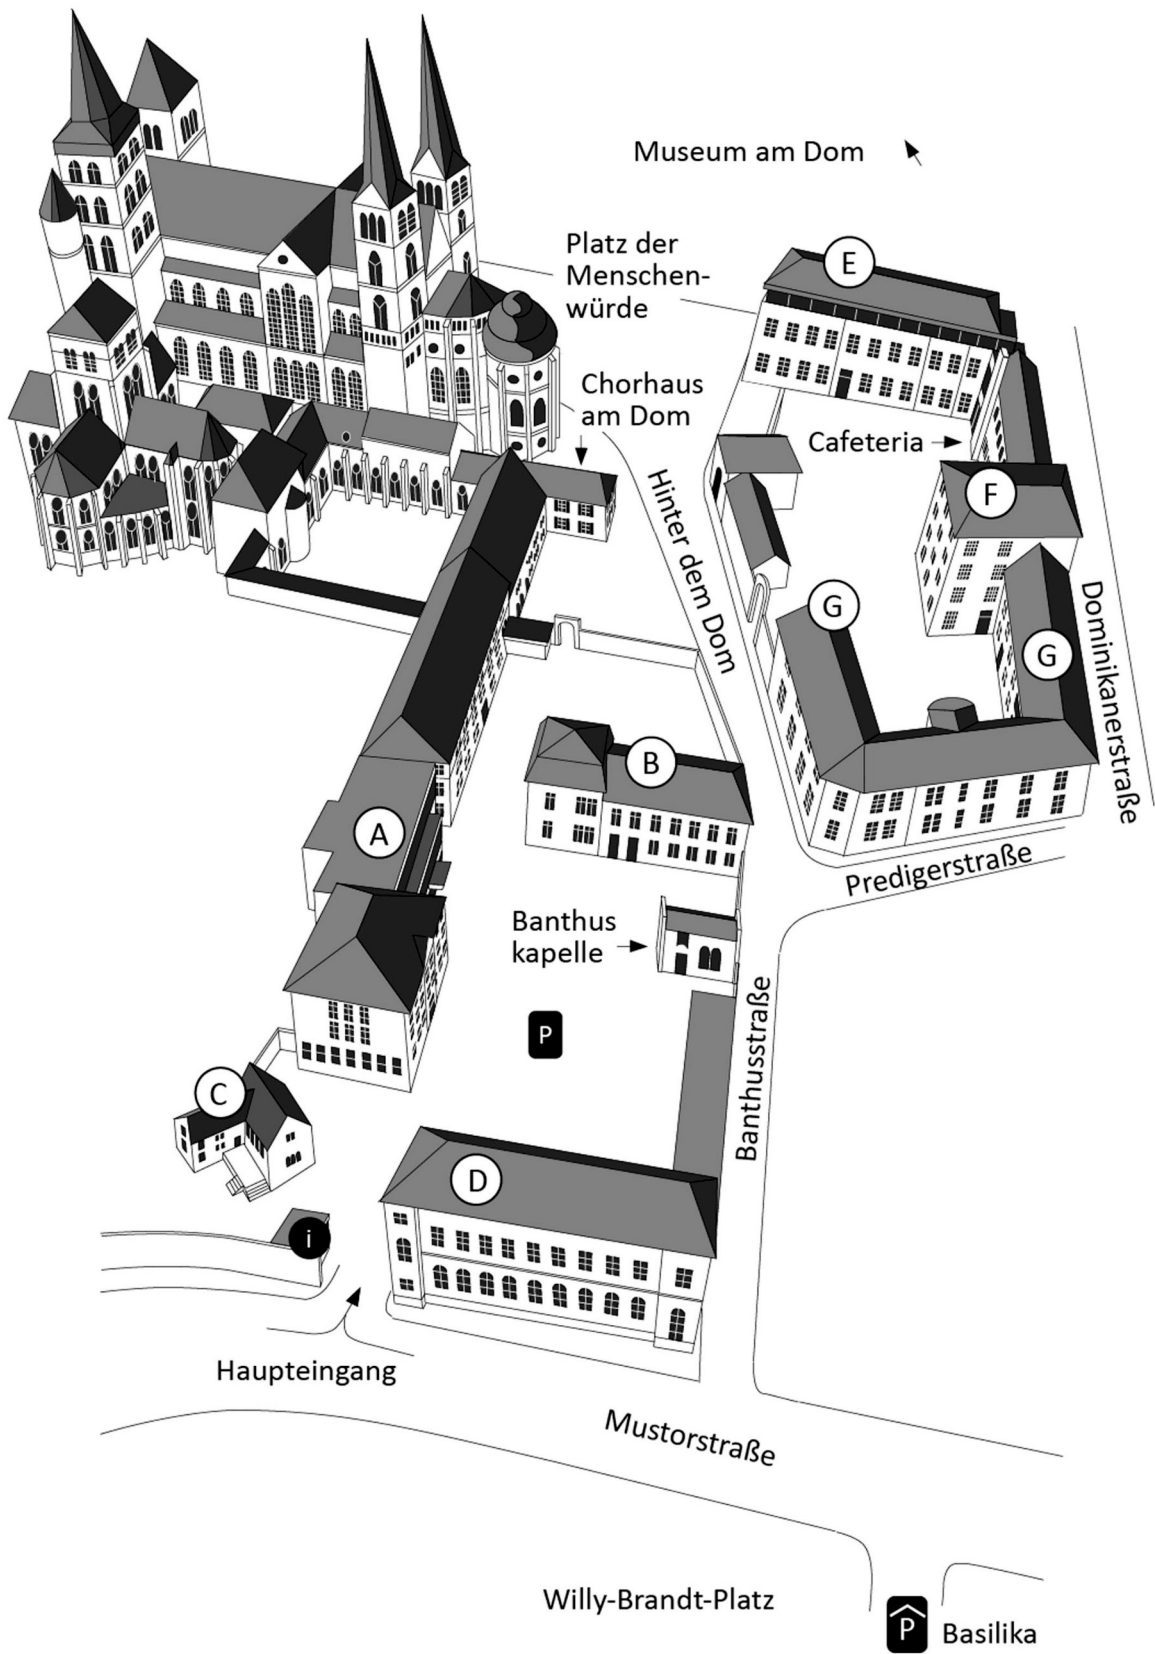 Museum am Dom
Platz der
Menschen-
würde
E
Chorhaus
am Dom
Cafeteria
F
Hinter dem Dom
G
G
Dominikanerstraße
B
A
Predigerstraße
Banthus
kapelle
P
Banthusstraße
C
D
i
Haupteingang
Mustorstraße
Willy-Brandt-Platz
P
Basilika